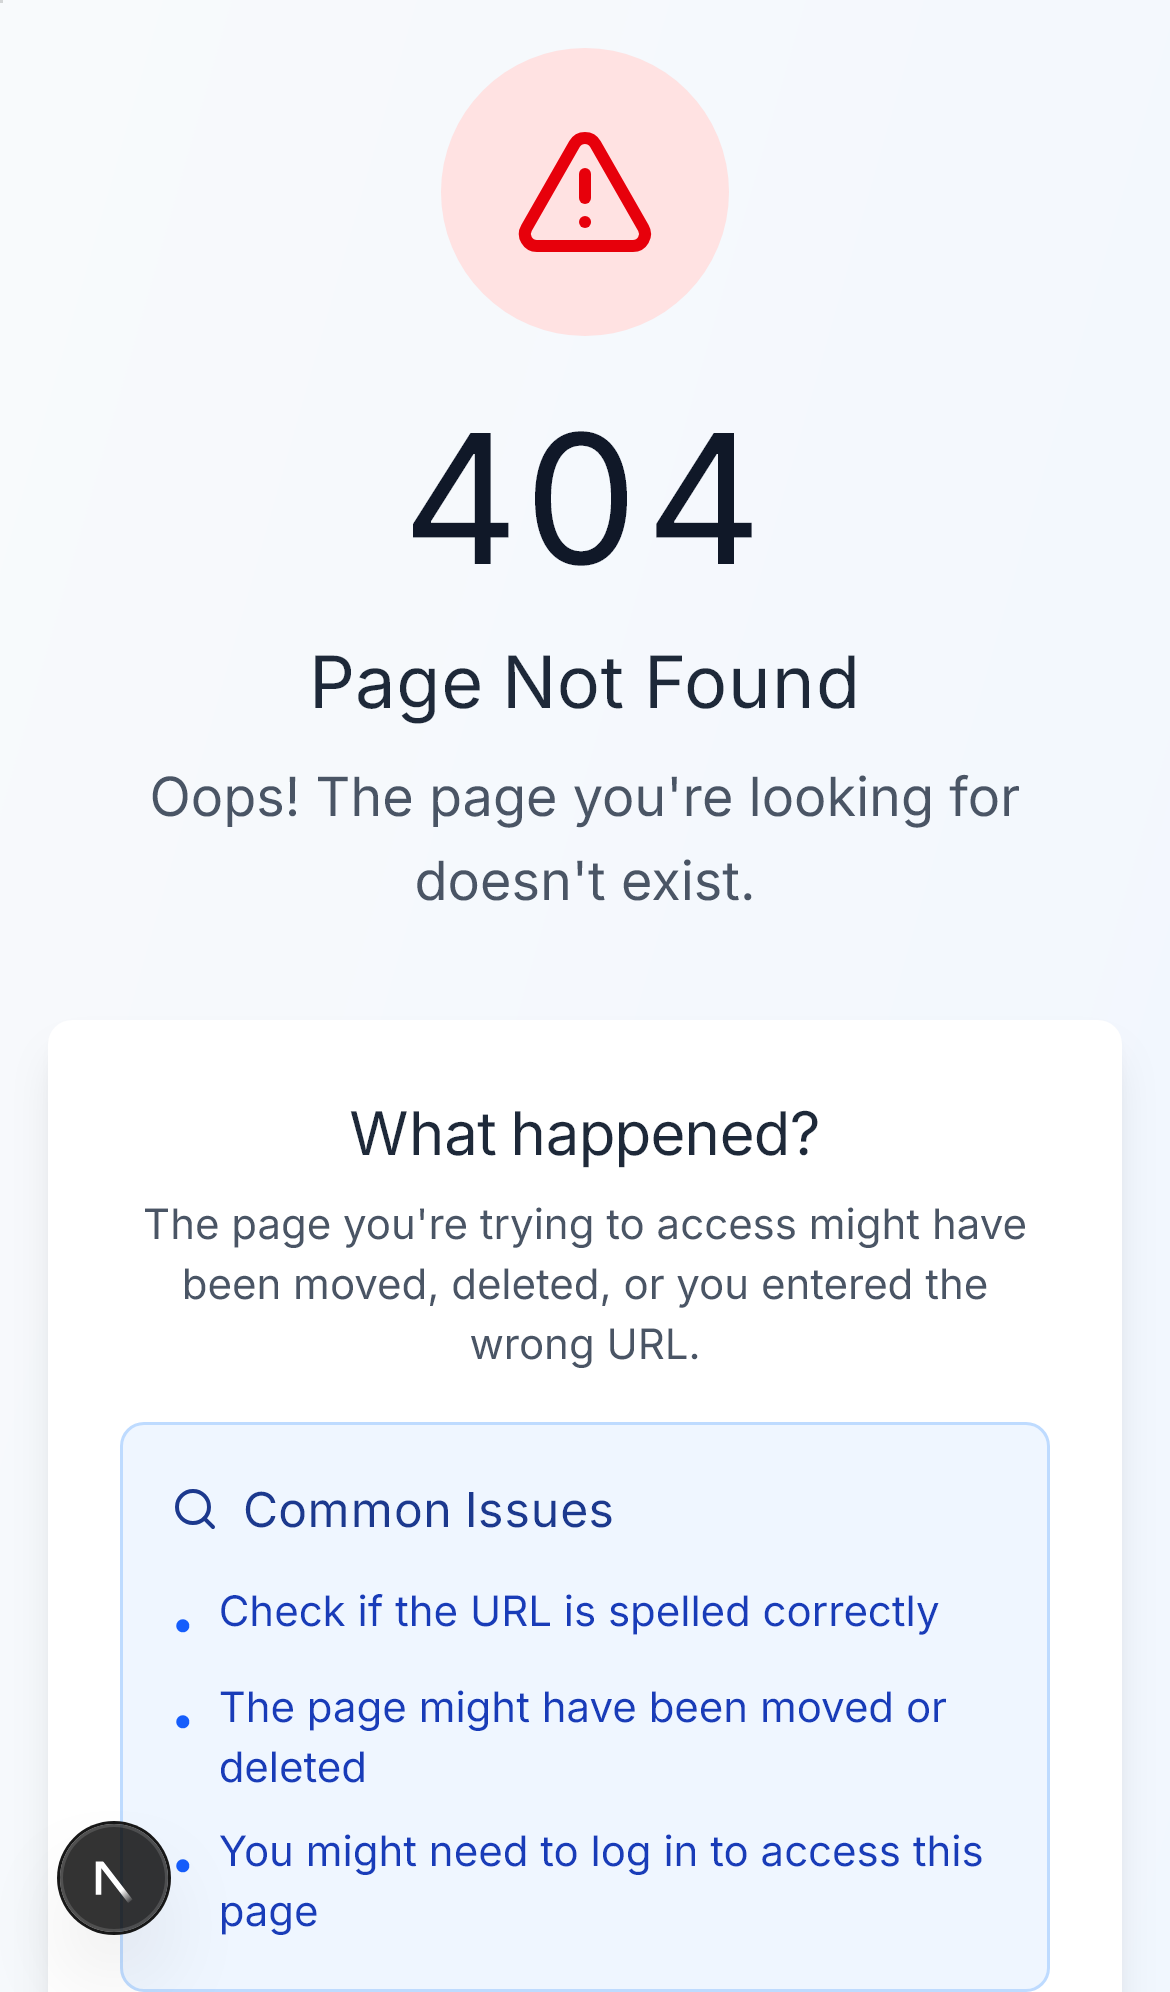 404
Page Not Found
Oops! The page you're looking for
doesn't exist.
What happened?
The page you're trying to access might have
been moved, deleted, or you entered the
wrong URL.
Common Issues
• Check if the URL is spelled correctly
• The page might have been moved or
deleted
• You might need to log in to access this
page
N